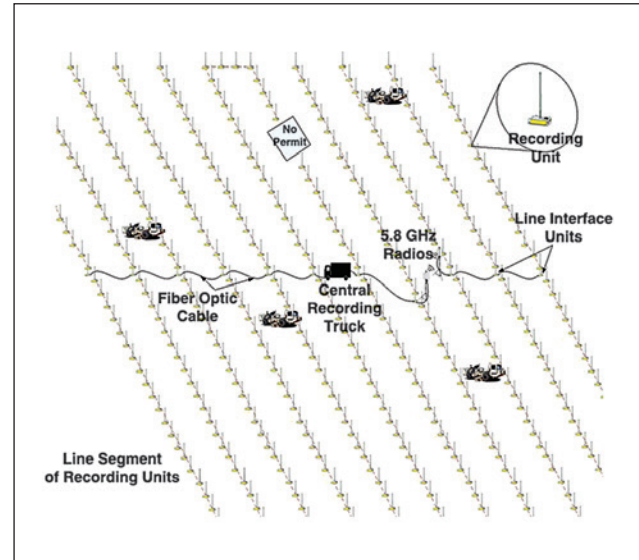 No
Permit
Recording
Unit
5.8 GHz
Radios
Line Interface
Units
Fiber Optic
Cable
Central
Recording
Truck
Line Segment
of Recording Units